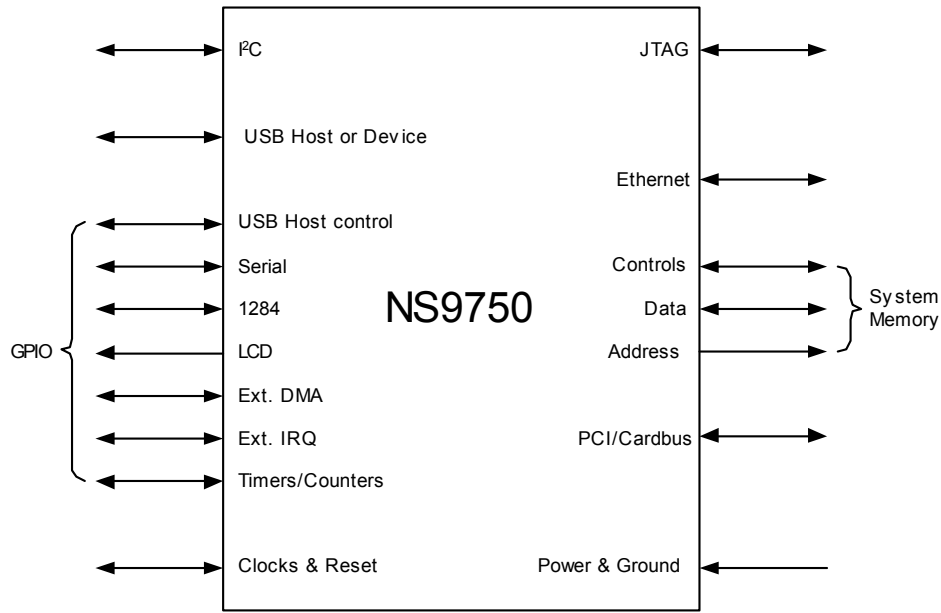 I²C
USB Host or Device
GPIO
USB Host control
Serial
1284
LCD
Ext. DMA
Ext. IRQ
Timers/Counters
Clocks & Reset
NS9750
JTAG
Ethernet
Controls
Data
Address
System
Memory
PCI/Cardbus
Power & Ground